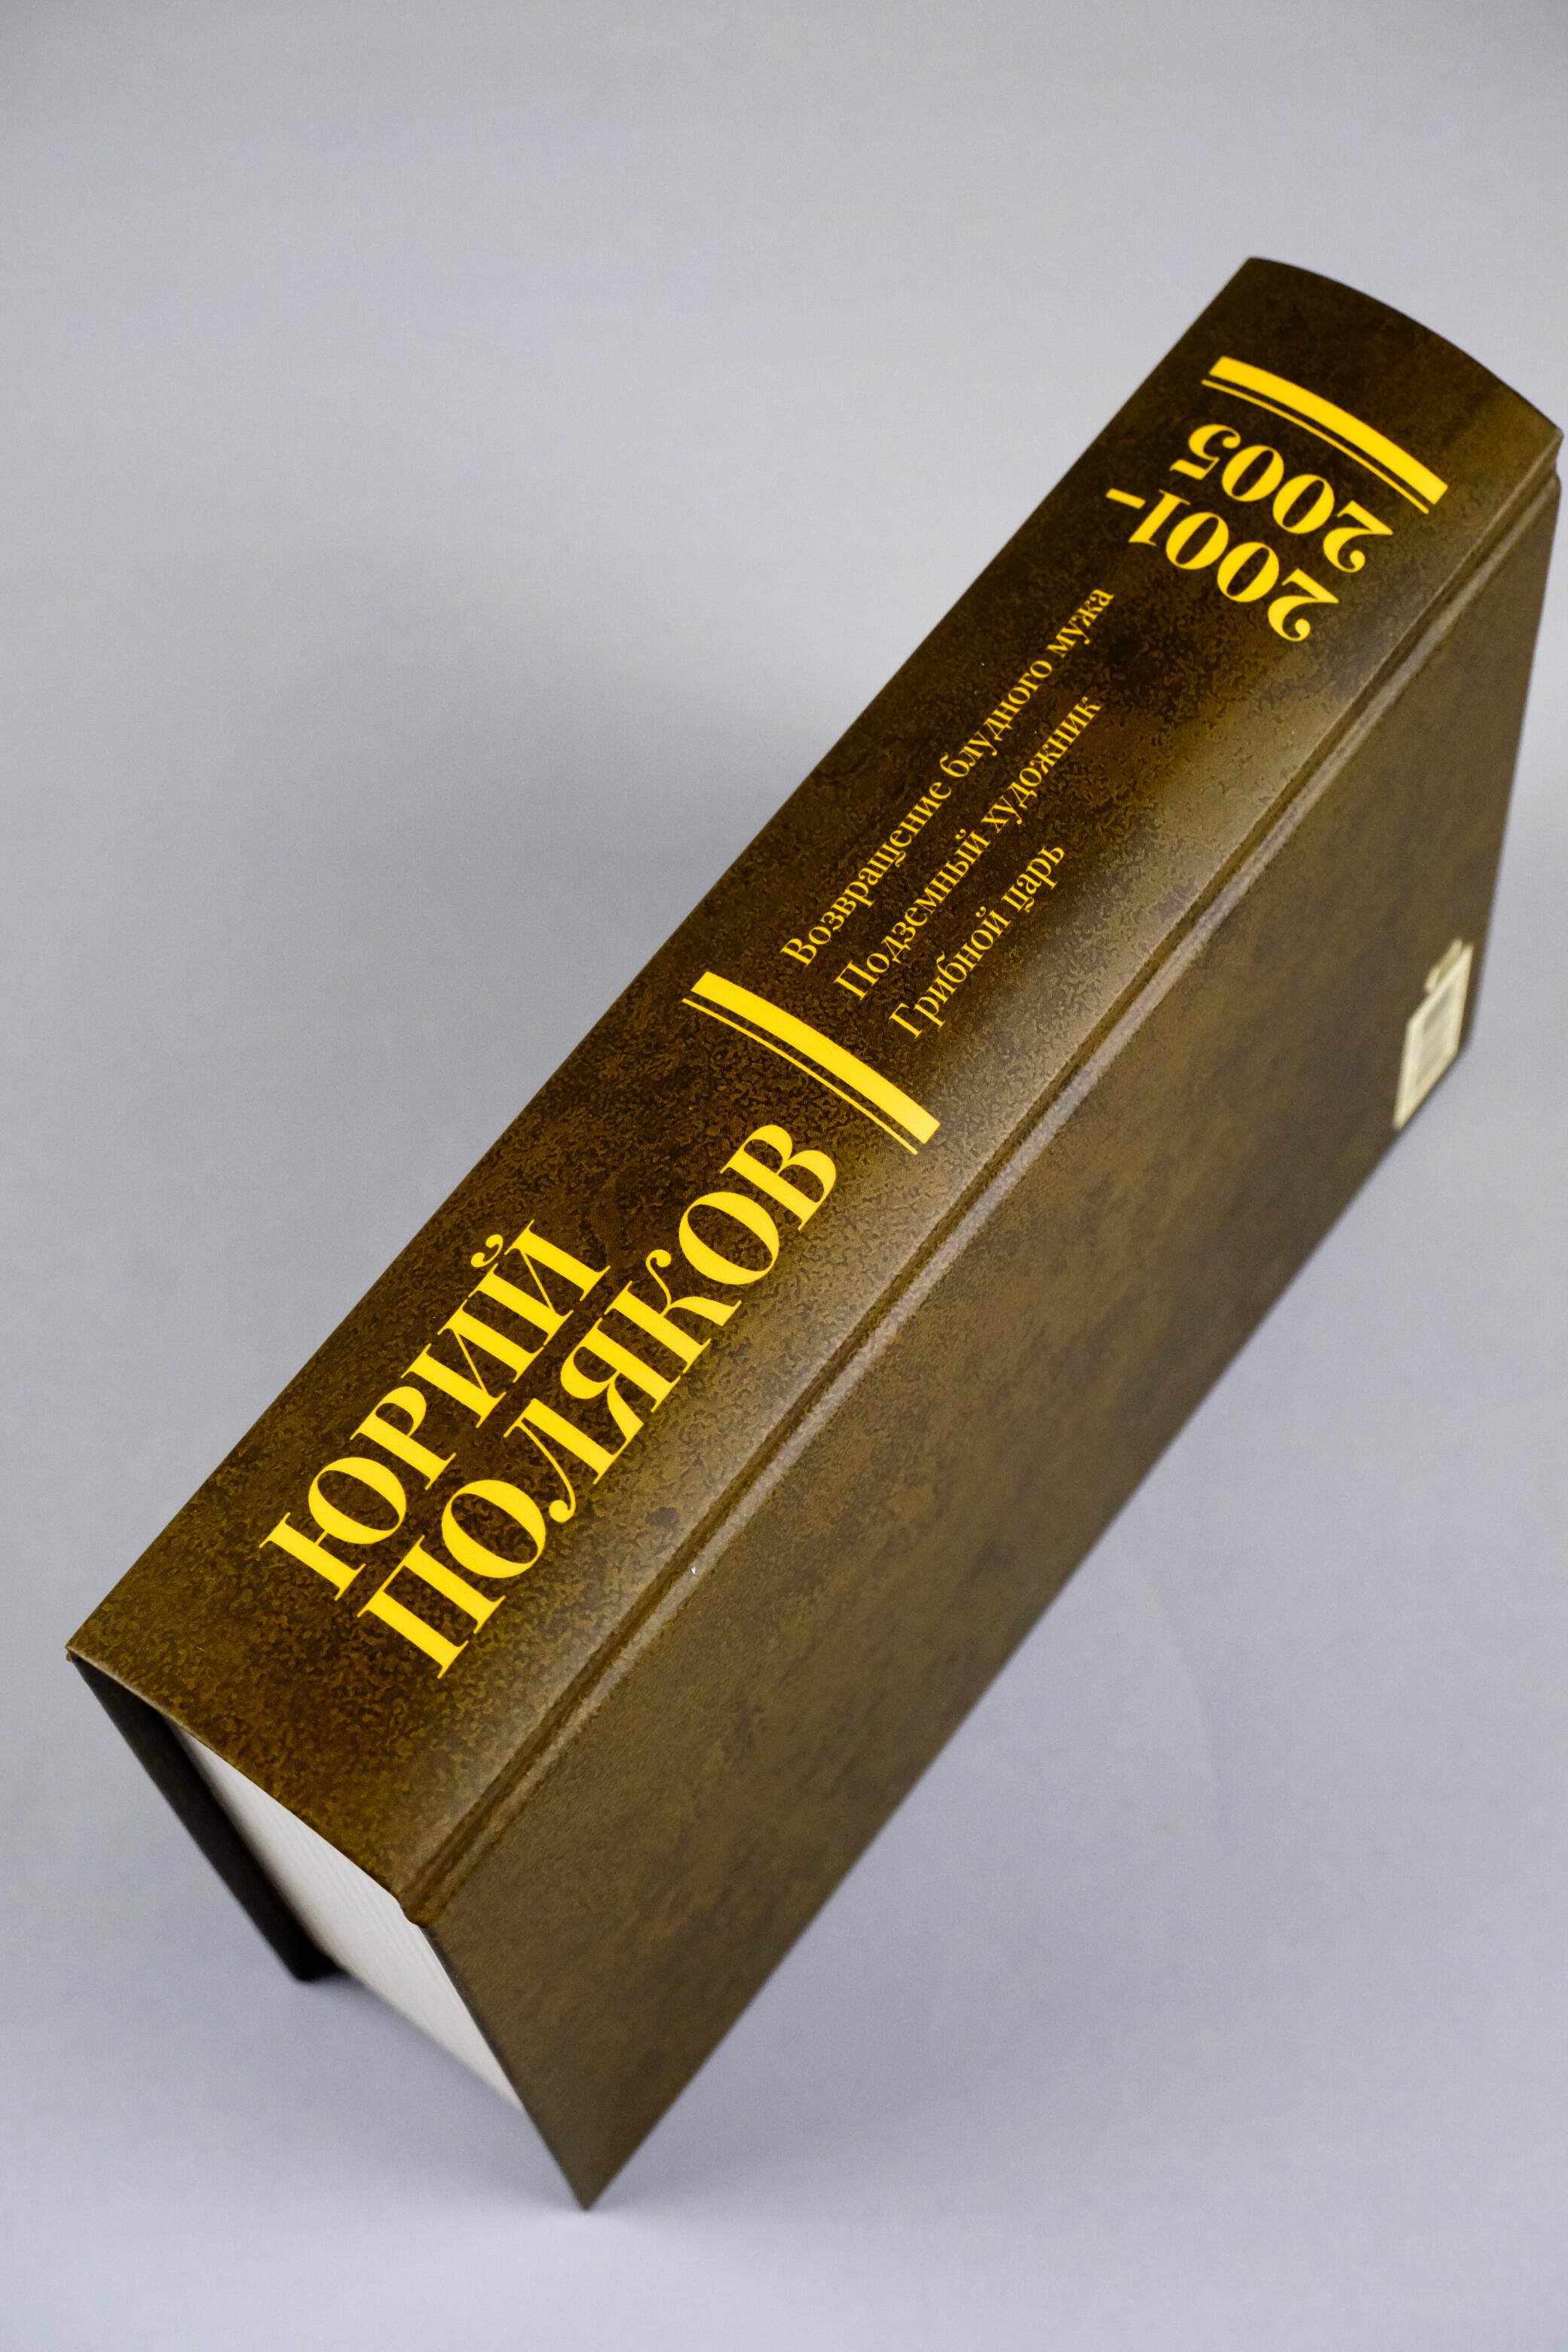 ЮРИЙ
ПОЛЯКОВ
Возвращение блудного мужа
Подземный художник
Грибной царь
2001-
2005